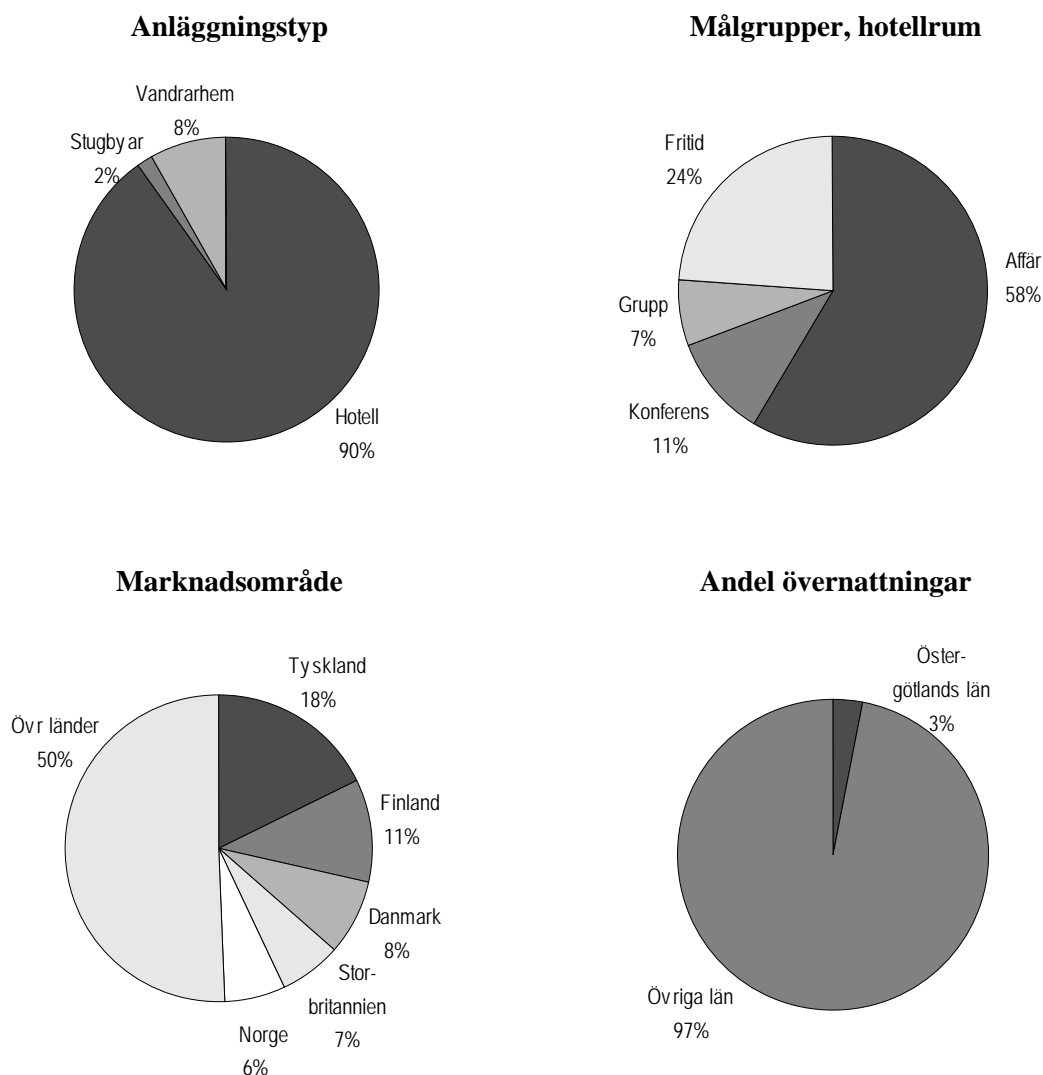 Anläggningstyp
Vandrarhem
8%
Stugbyar
2%
Hotell
90%
Målgrupper, hotellrum
Fritid
24%
Affär
58%
Grupp
7%
Konferens
11%
Marknadsområde
Tyskland
18%
Övr länder
50%
Finland
11%
Danmark
8%
Stor-
britannien
7%
Norge
6%
Andel övernattningar
Öster-
götlands län
3%
Övriga län
97%